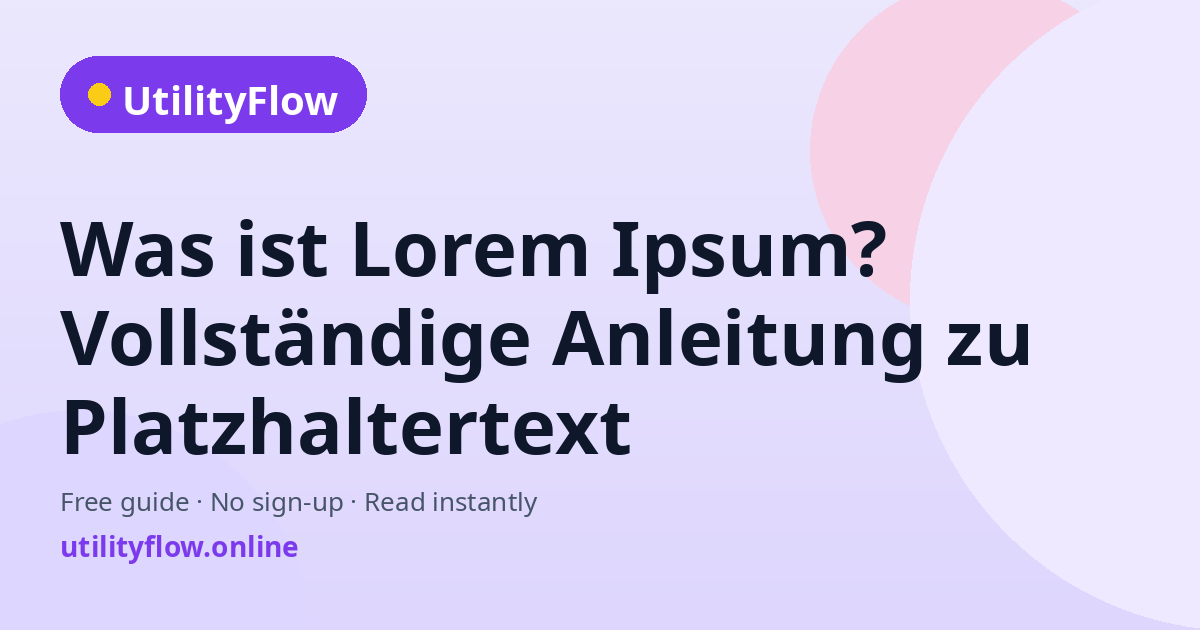 UtilityFlow
Was ist Lorem Ipsum?
Vollständige Anleitung zu
Platzhaltertext
Free guide · No sign-up · Read instantly
utilityflow.online